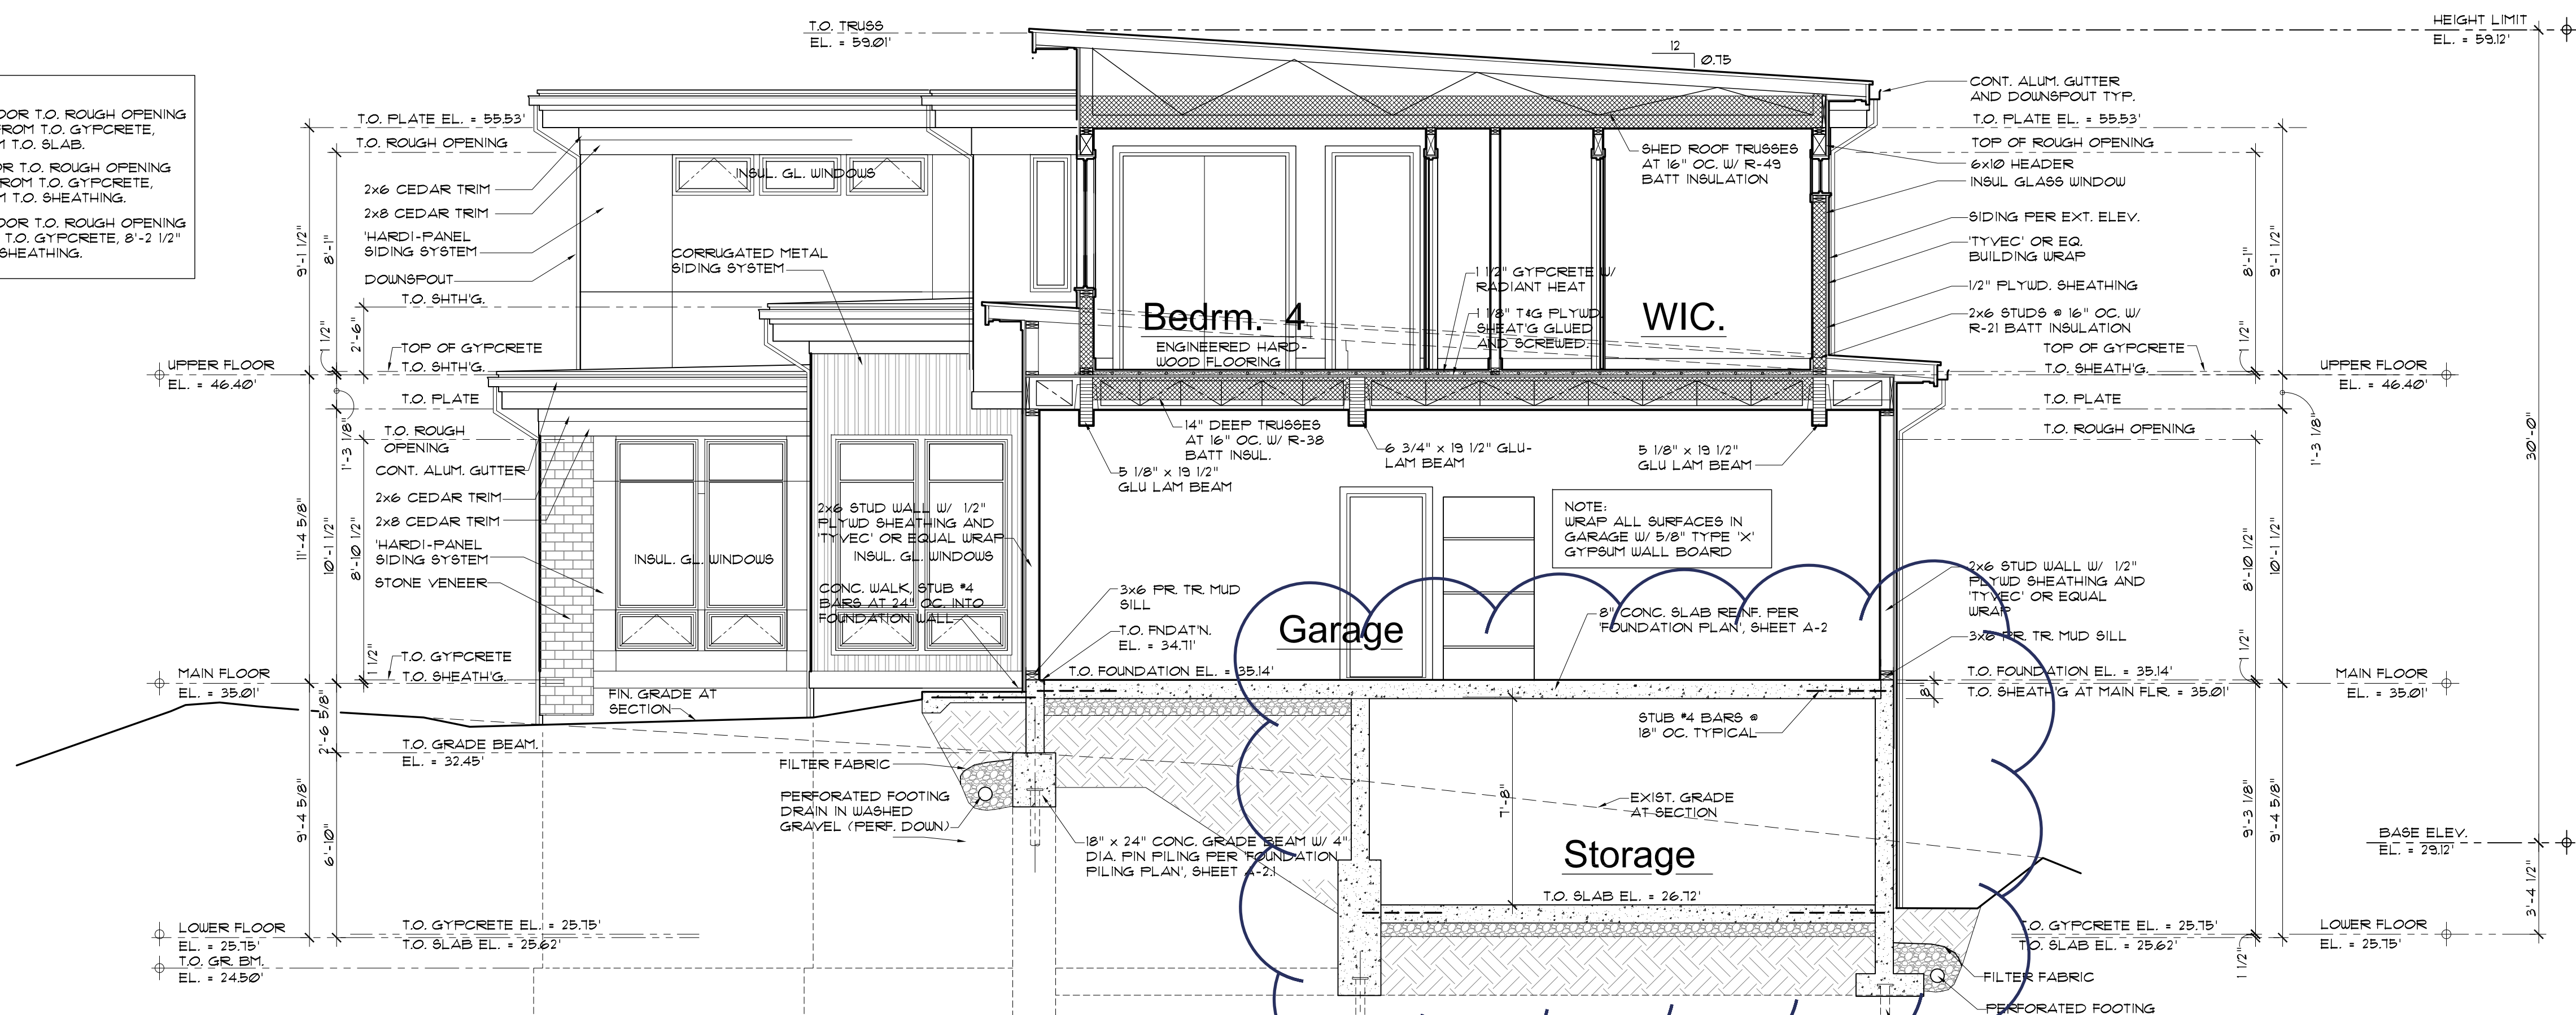 T.O. TRUSS
EL. = 59.01'
12
0.75
HEIGHT LIMIT
EL. = 59.12'
OOR T.O. ROUGH OPENING
FROM T.O. GYPCRETE,
M T.O. SLAB.
OR T.O. ROUGH OPENING
FROM T.O. GYPCRETE,
M T.O. SHEATHING.
OOR T.O. ROUGH OPENING
T.O. GYPCRETE, 8'-2 1/2"
SHEATHING.
T.O. PLATE EL. = 55.53'
T.O. ROUGH OPENING
2x6 CEDAR TRIM
2x8 CEDAR TRIM
'HARDI-PANEL
SIDING SYSTEM
DOWNSPOUT
T.O. SHTH'G.
TOP OF GYPCRETE
T.O. SHTH'G.
9'-1 1/2"
8'-1"
1 1/2"
2'-6"
UPPER FLOOR
EL. = 46.40'
T.O. PLATE
T.O. ROUGH
OPENING
CONT. ALUM. GUTTER
2x6 CEDAR TRIM
2x8 CEDAR TRIM
'HARDI-PANEL
SIDING SYSTEM
STONE VENEER
T.O. GYPCRETE
T.O. SHEATH'G.
1'-3 1/8"
11'-4 5/8"
10'-1 1/2"
8'-10 1/2"
1 1/2"
MAIN FLOOR
EL. = 35.01'
2'-6 5/8"
9'-4 5/8"
6'-10"
T.O. GRADE BEAM.
EL. = 32.45'
LOWER FLOOR
EL. = 25.75'
T.O. GR. BM.
EL. = 24.50'
T.O. GYPCRETE EL. = 25.75'
T.O. SLAB EL. = 25.62'
INSUL. GL. WINDOWS
CORRUGATED METAL
SIDING SYSTEM
INSUL. GL. WINDOWS
INSUL. GL. WINDOWS
2x6 STUD WALL W/ 1/2"
PLYWD SHEATHING AND
'TYVEC' OR EQUAL WRAP
CONC. WALK, STUB #4
BARS AT 24" OC. INTO
FOUNDATION WALL
FIN. GRADE AT
SECTION
FILTER FABRIC
PERFORATED FOOTING
DRAIN IN WASHED
GRAVEL (PERF. DOWN)
18" x 24" CONC. GRADE BEAM W/ 4"
DIA. PIN PILING PER 'FOUNDATION
PILING PLAN', SHEET A-2.1
SHED ROOF TRUSSES
AT 16" OC. W/ R-49
BATT INSULATION
1 1/2" GYPCRETE W/
RADIANT HEAT
1 1/8" T&G PLYWD.
SHEAT'G GLUED
AND SCREWED.
Bedrm. 4
WIC.
ENGINEERED HARD-
WOOD FLOORING
14" DEEP TRUSSES
AT 16" OC. W/ R-38
BATT INSUL.
5 1/8" x 19 1/2"
GLU LAM BEAM
6 3/4" x 19 1/2" GLU-
LAM BEAM
5 1/8" x 19 1/2"
GLU LAM BEAM
NOTE:
WRAP ALL SURFACES IN
GARAGE W/ 5/8" TYPE 'X'
GYPSUM WALL BOARD
3x6 PR. TR. MUD
SILL
T.O. FNDAT'N.
EL. = 34.71'
Garage
8" CONC. SLAB REINF. PER
'FOUNDATION PLAN', SHEET A-2
T.O. FOUNDATION EL. = 35.14'
STUB #4 BARS @
18" OC. TYPICAL
7'-8"
EXIST. GRADE
AT SECTION
Storage
T.O. SLAB EL. = 26.72'
CONT. ALUM. GUTTER
AND DOWNSPOUT TYP.
T.O. PLATE EL. = 55.53'
TOP OF ROUGH OPENING
6x10 HEADER
INSUL GLASS WINDOW
SIDING PER EXT. ELEV.
'TYVEC' OR EQ.
BUILDING WRAP
1/2" PLYWD. SHEATHING
2x6 STUDS @ 16" OC. W/
R-21 BATT INSULATION
TOP OF GYPCRETE
T.O. SHEATH'G.
8'-1"
9'-1 1/2"
1 1/2"
UPPER FLOOR
EL. = 46.40'
T.O. PLATE
T.O. ROUGH OPENING
1'-3 1/8"
30'-0"
2x6 STUD WALL W/ 1/2"
PLYWD SHEATHING AND
'TYVEC' OR EQUAL
WRAP
3x6 PR. TR. MUD SILL
8'-10 1/2"
10'-1 1/2"
1 1/2"
T.O. FOUNDATION EL. = 35.14'
T.O. SHEATH'G AT MAIN FLR. = 35.01'
8"
MAIN FLOOR
EL. = 35.01'
BASE ELEV.
EL. = 29.12'
9'-3 1/8"
9'-4 5/8"
3'-4 1/2"
T.O. GYPCRETE EL. = 25.75'
T.O. SLAB EL. = 25.62'
1 1/2"
LOWER FLOOR
EL. = 25.75'
FILTER FABRIC
PERFORATED FOOTING